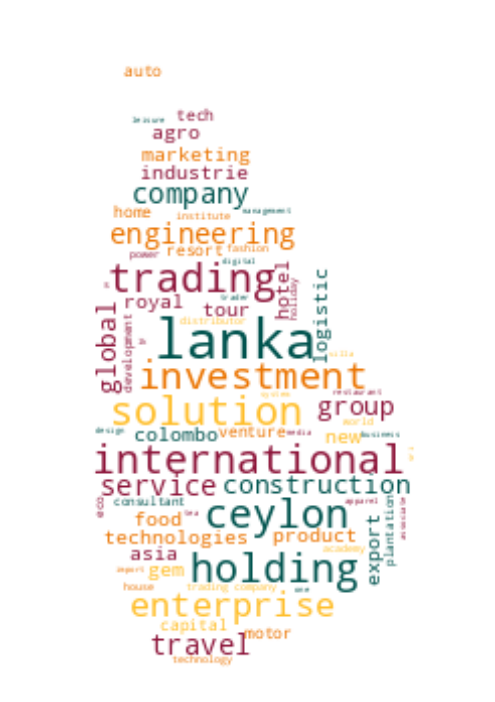 auto
leisure
tech
agro
marketing
industrie
company
home
institute
management
engineering
power
resort
fashion
digital
trading
hotel
holiday
logistic
royal
trader
tour
global
development
distributor
lanka
villa
investment
system
restaurant
solution
group
world
design
colombo
venture
media
new
business
international
service
construction
eco
consultant
ceylon
apparel
associate
plantation
food
tea
export
technologies
product
asia
academy
import
gem
holding
house
trading company
one
enterprise
capital
motor
travel
technology